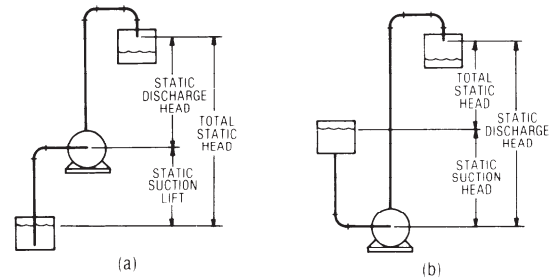 STATIC
DISCHARGE
HEAD
TOTAL
STATIC
HEAD
STATIC
SUCTION
LIFT
(a)
TOTAL
STATIC
HEAD
STATIC
DISCHARGE
HEAD
STATIC
SUCTION
HEAD
(b)